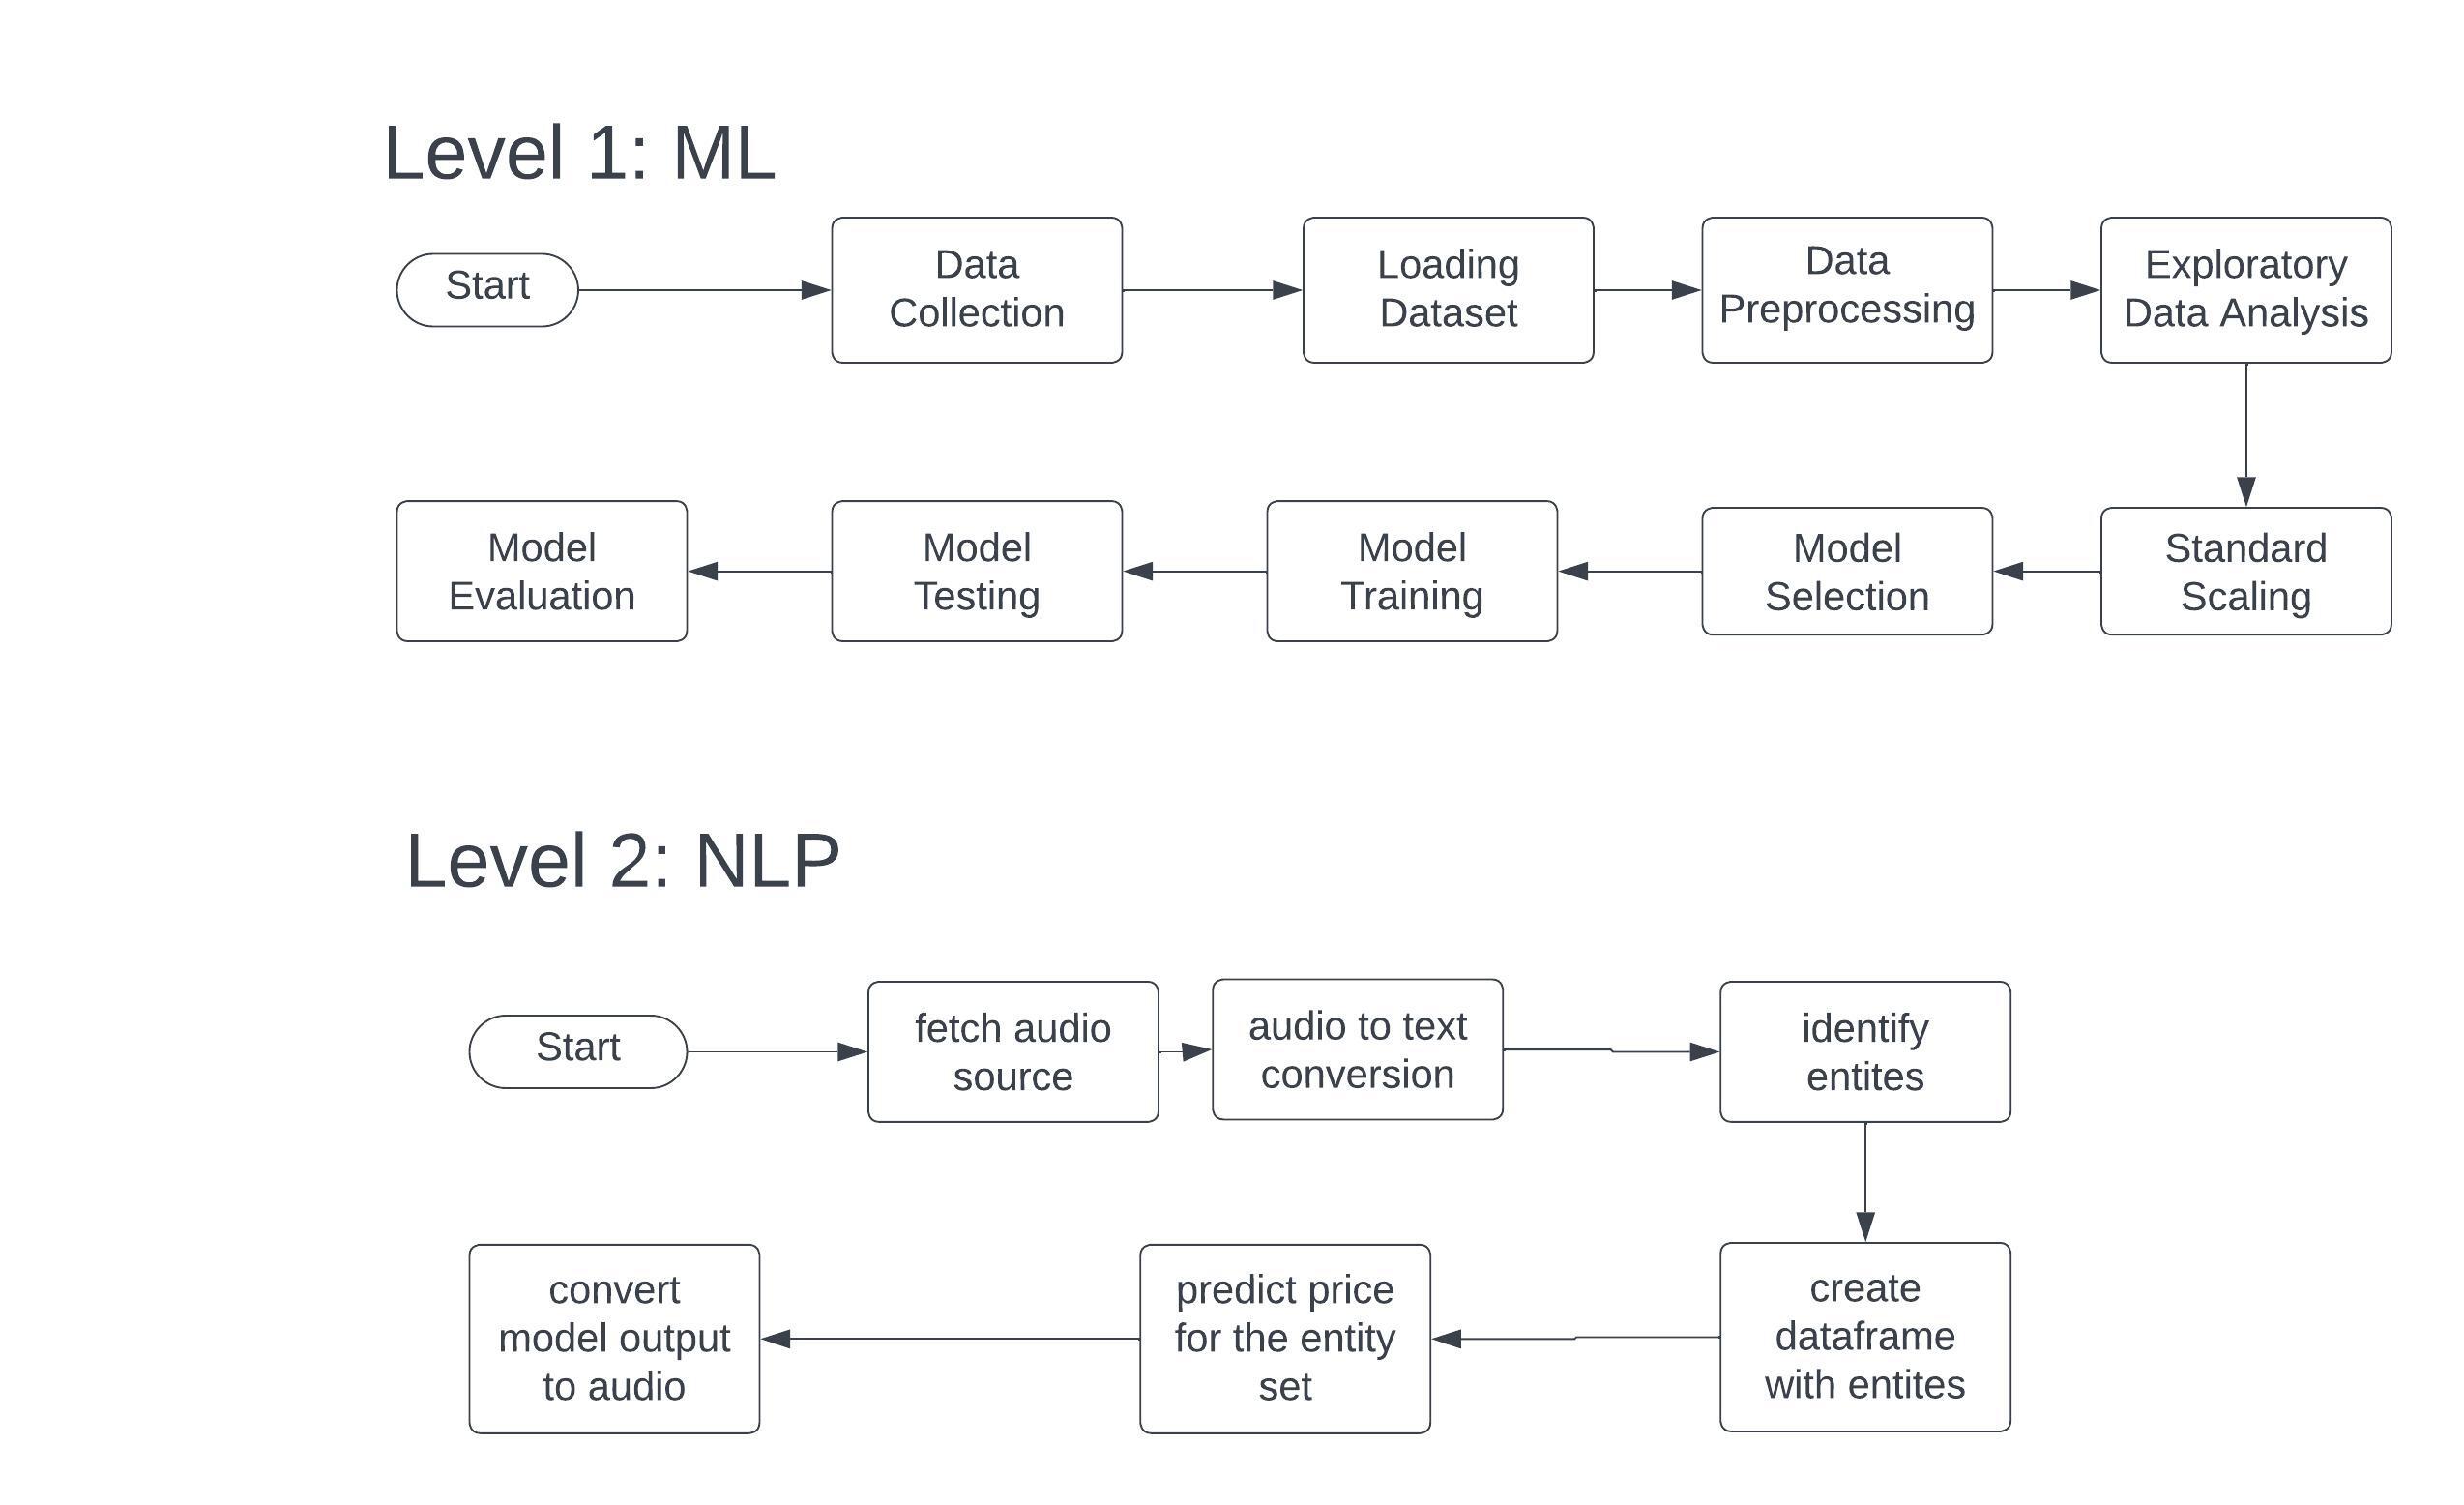 Level 1: ML
Start
Data
Collection
Loading
Dataset
Data
Preprocessing
Exploratory
Data Analysis
Standard
Scaling
Model
Selection
Model
Training
Model
Testing
Model
Evaluation
Level 2: NLP
Start
fetch audio
source
audio to text
conversion
identify
entites
create
dataframe
with entites
predict price
for the entity
set
convert
model output
to audio